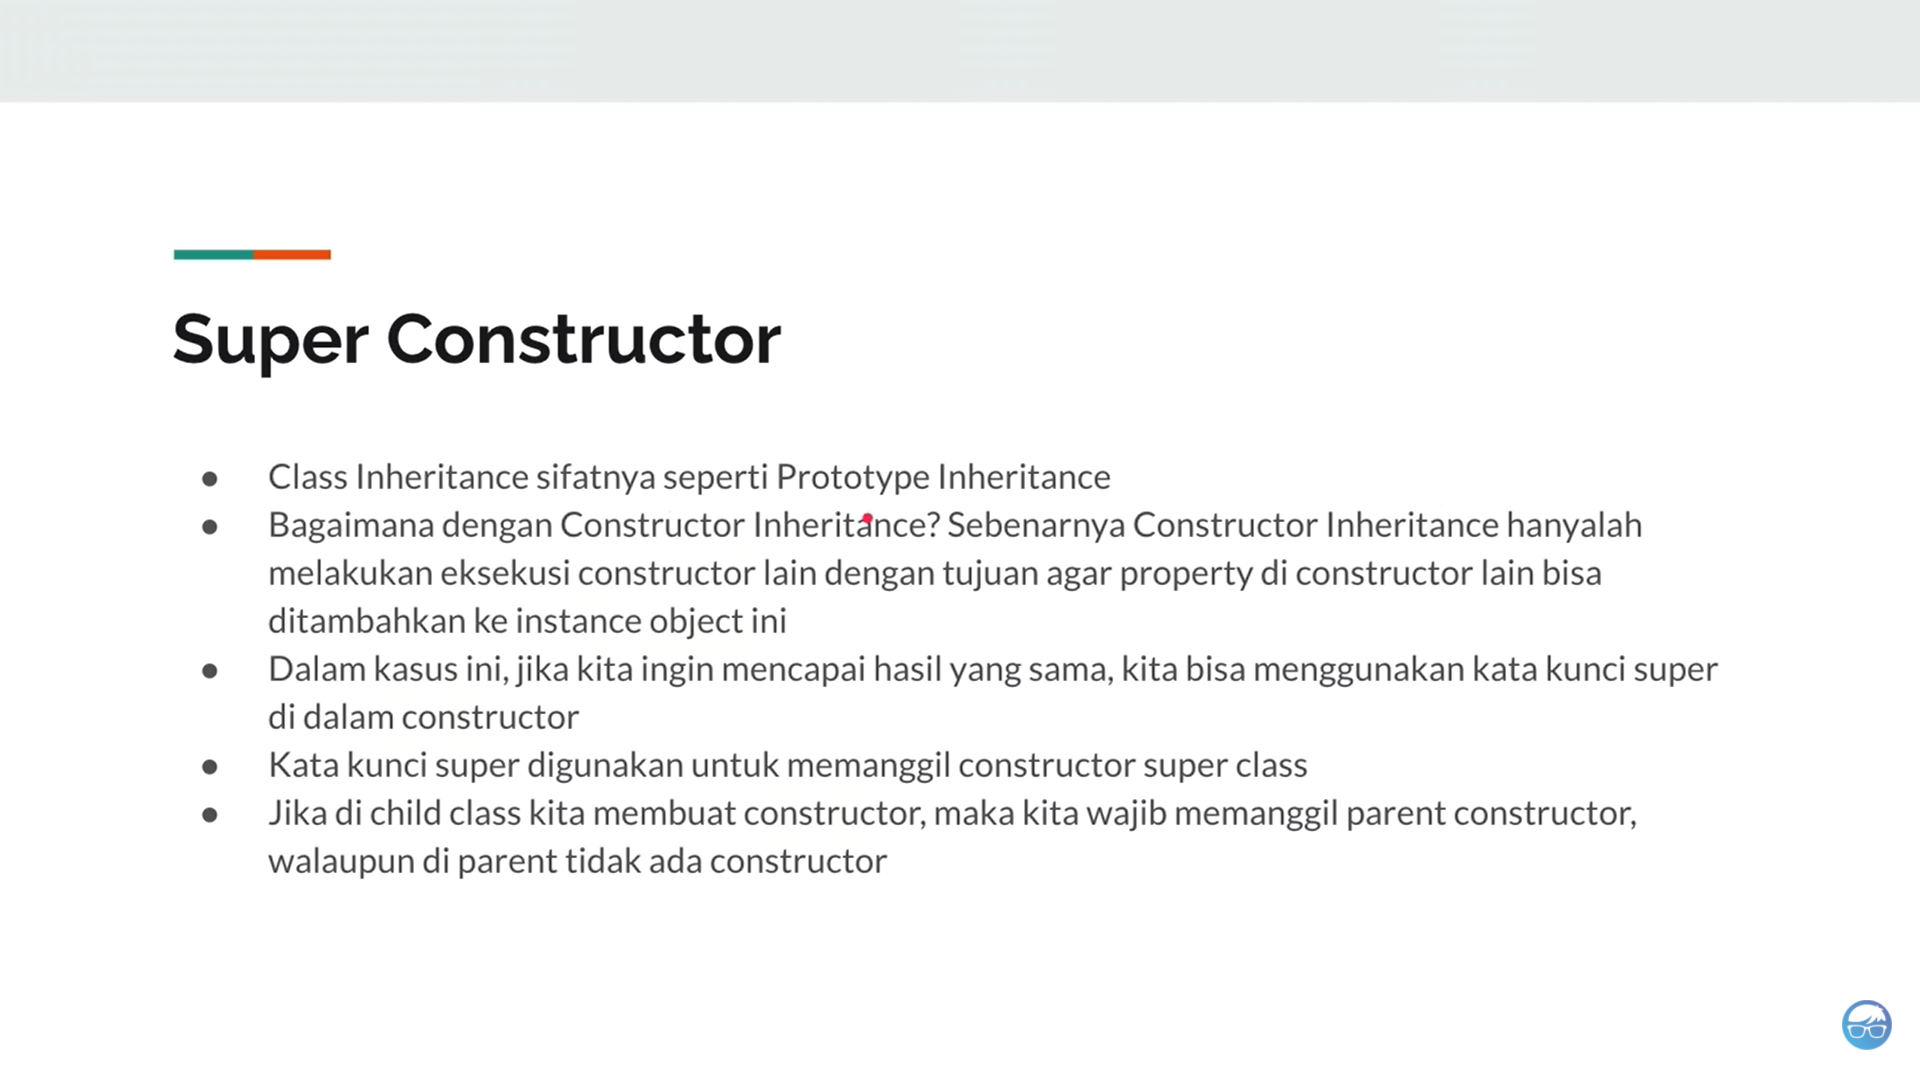 Super Constructor
● Class Inheritance sifatnya seperti Prototype Inheritance
● Bagaimana dengan Constructor Inheritance? Sebenarnya Constructor Inheritance hanyalah
melakukan eksekusi constructor lain dengan tujuan agar property di constructor lain bisa
ditambahkan ke instance object ini
● Dalam kasus ini, jika kita ingin mencapai hasil yang sama, kita bisa menggunakan kata kunci super
di dalam constructor
● Kata kunci super digunakan untuk memanggil constructor super class
● Jika di child class kita membuat constructor, maka kita wajib memanggil parent constructor,
walaupun di parent tidak ada constructor